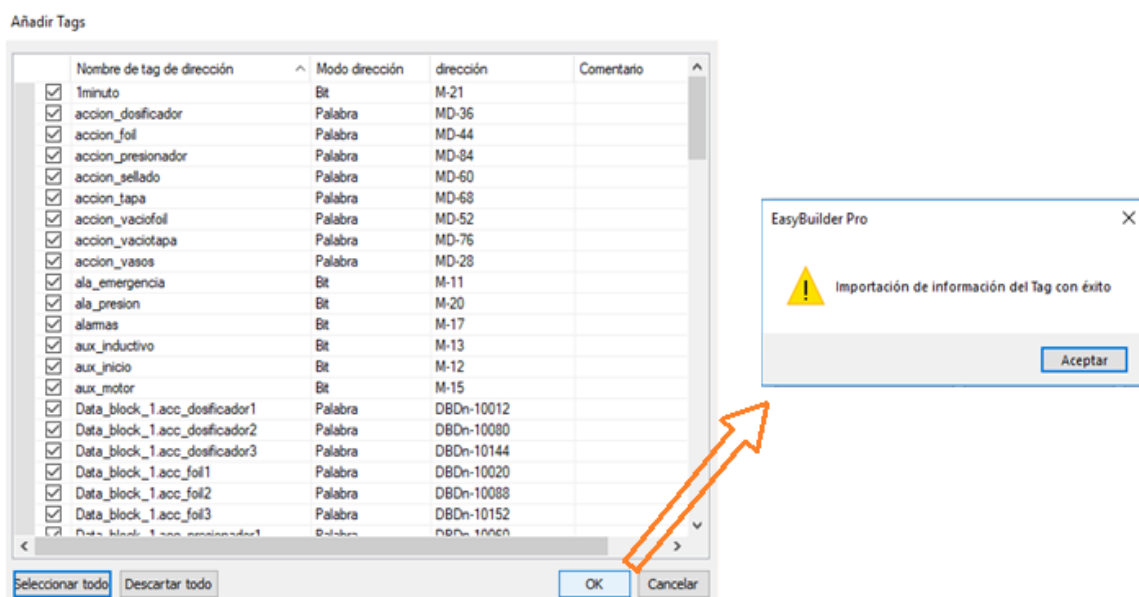 Añadir Tags
Nombre de tag de dirección Modo dirección dirección Comentario
1minuto Bit M-21
accion_dosificador Palabra MD-36
accion_foil Palabra MD-44
accion_presionador Palabra MD-84
accion_sellado Palabra MD-60
accion_tapa Palabra MD-68
accion_vaciofoil Palabra MD-52
accion_vaciotapa Palabra MD-76
accion_vasos Palabra MD-28
ala_emergencia Bit M-11
ala_presion Bit M-20
alarmas Bit M-17
aux_inductivo Bit M-13
aux_inicio Bit M-12
aux_motor Bit M-15
Data_block_1.acc_dosificador1 Palabra DBDn-10012
Data_block_1.acc_dosificador2 Palabra DBDn-10080
Data_block_1.acc_dosificador3 Palabra DBDn-10144
Data_block_1.acc_foil1 Palabra DBDn-10020
Data_block_1.acc_foil2 Palabra DBDn-10088
Data_block_1.acc_foil3 Palabra DBDn-10152
Data_block_1.acc_presionador1 Palabra DBDn-10060
Seleccionar todo Descartar todo OK Cancelar
EasyBuilder Pro
Importación de información del Tag con éxito
Aceptar